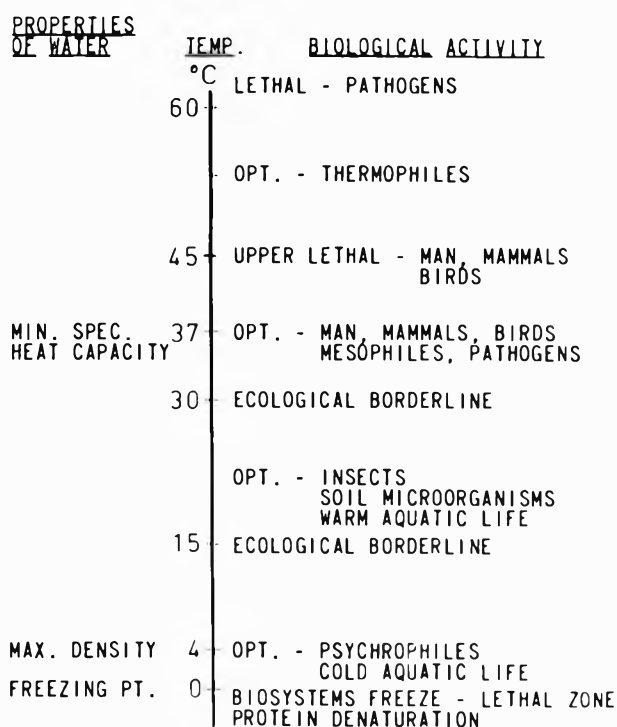 PROPERTIES
OF WATER TEMP. BIOLOGICAL ACTIVITY
°C
LETHAL - PATHOGENS
60
OPT. - THERMOPHILES
45 UPPER LETHAL - MAN, MAMMALS
BIRDS
MIN. SPEC. 37 OPT. - MAN, MAMMALS, BIRDS
HEAT CAPACITY MESOPHILES, PATHOGENS
30 ECOLOGICAL BORDERLINE
OPT. - INSECTS
SOIL MICROORGANISMS
WARM AQUATIC LIFE
15 ECOLOGICAL BORDERLINE
MAX. DENSITY 4 OPT. - PSYCHROPHILES
COLD AQUATIC LIFE
FREEZING PT. 0 BIOSYSTEMS FREEZE - LETHAL ZONE
PROTEIN DENATURATION